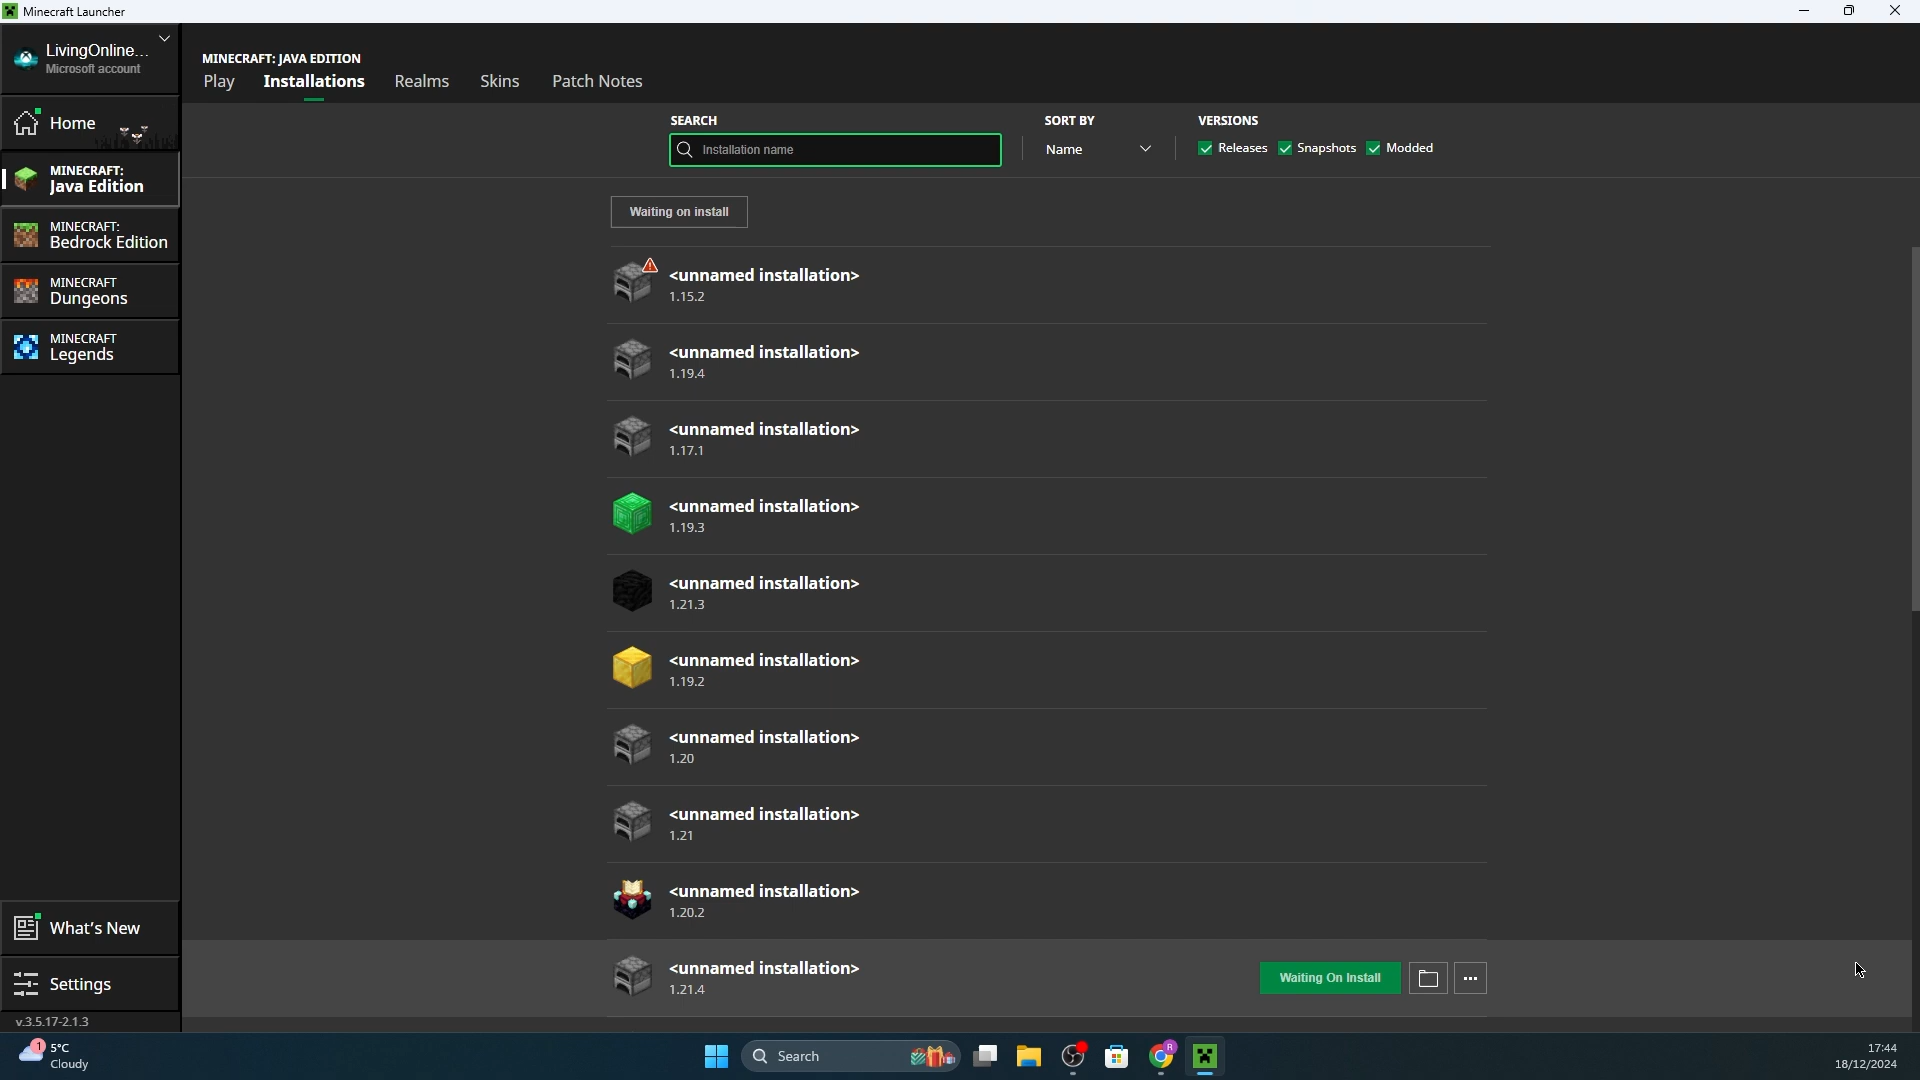 Minecraft Launcher
LivingOnline...
Microsoft account
Home
MINECRAFT:
Java Edition
MINECRAFT:
Bedrock Edition
MINECRAFT
Dungeons
MINECRAFT
Legends
What's New
Settings
v.3.5.17-2.1.3
MINECRAFT: JAVA EDITION
Play Installations Realms Skins Patch Notes
SEARCH SORT BY VERSIONS
Installation name Name Releases Snapshots Modded
Waiting on install
<unnamed installation>
1.15.2
<unnamed installation>
1.19.4
<unnamed installation>
1.17.1
<unnamed installation>
1.19.3
<unnamed installation>
1.21.3
<unnamed installation>
1.19.2
<unnamed installation>
1.20
<unnamed installation>
1.21
<unnamed installation>
1.20.2
<unnamed installation>
1.21.4
Waiting On Install
1
5°C
Cloudy
Search
R
17:44
18/12/2024